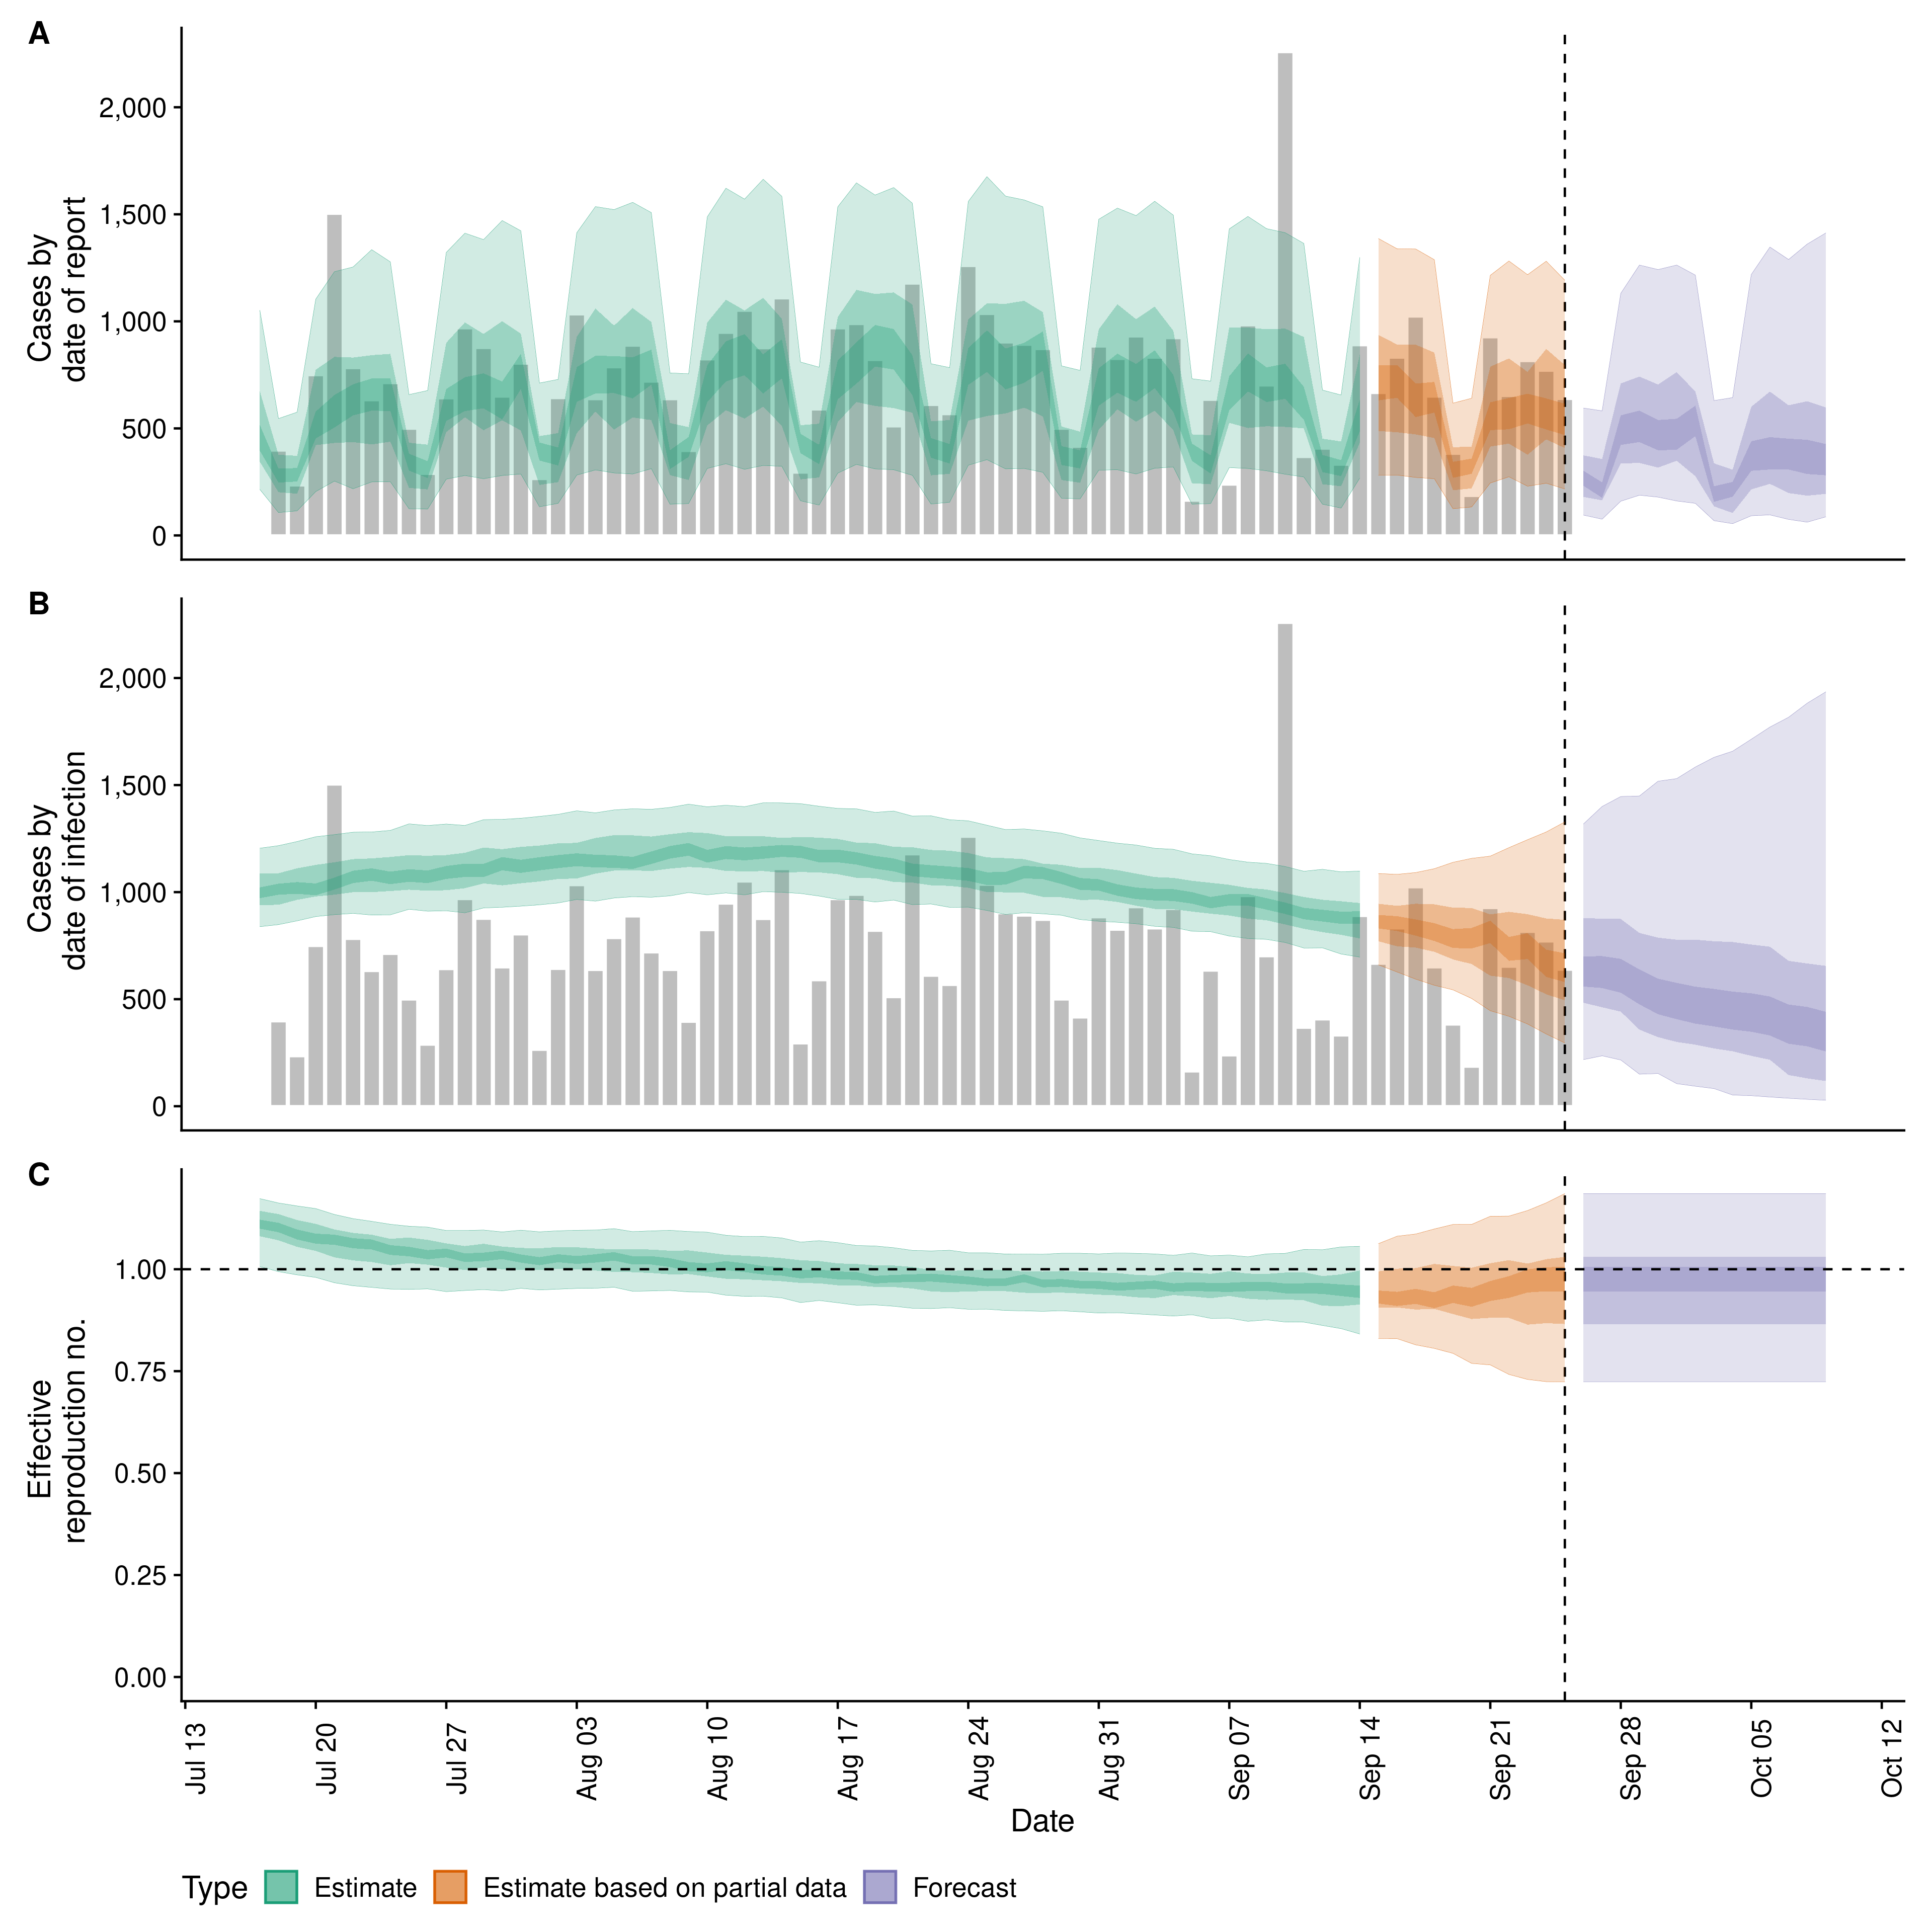 A
Cases by
date of report
2,000
1,500
1,000
500
0
B
Cases by
date of infection
2,000
1,500
1,000
500
0
C
Effective
reproduction no.
1.00
0.75
0.50
0.25
0.00
Jul 13
Jul 20
Jul 27
Aug 03
Aug 10
Aug 17
Aug 24
Aug 31
Sep 07
Sep 14
Sep 21
Sep 28
Oct 05
Oct 12
Date
Type Estimate Estimate based on partial data Forecast